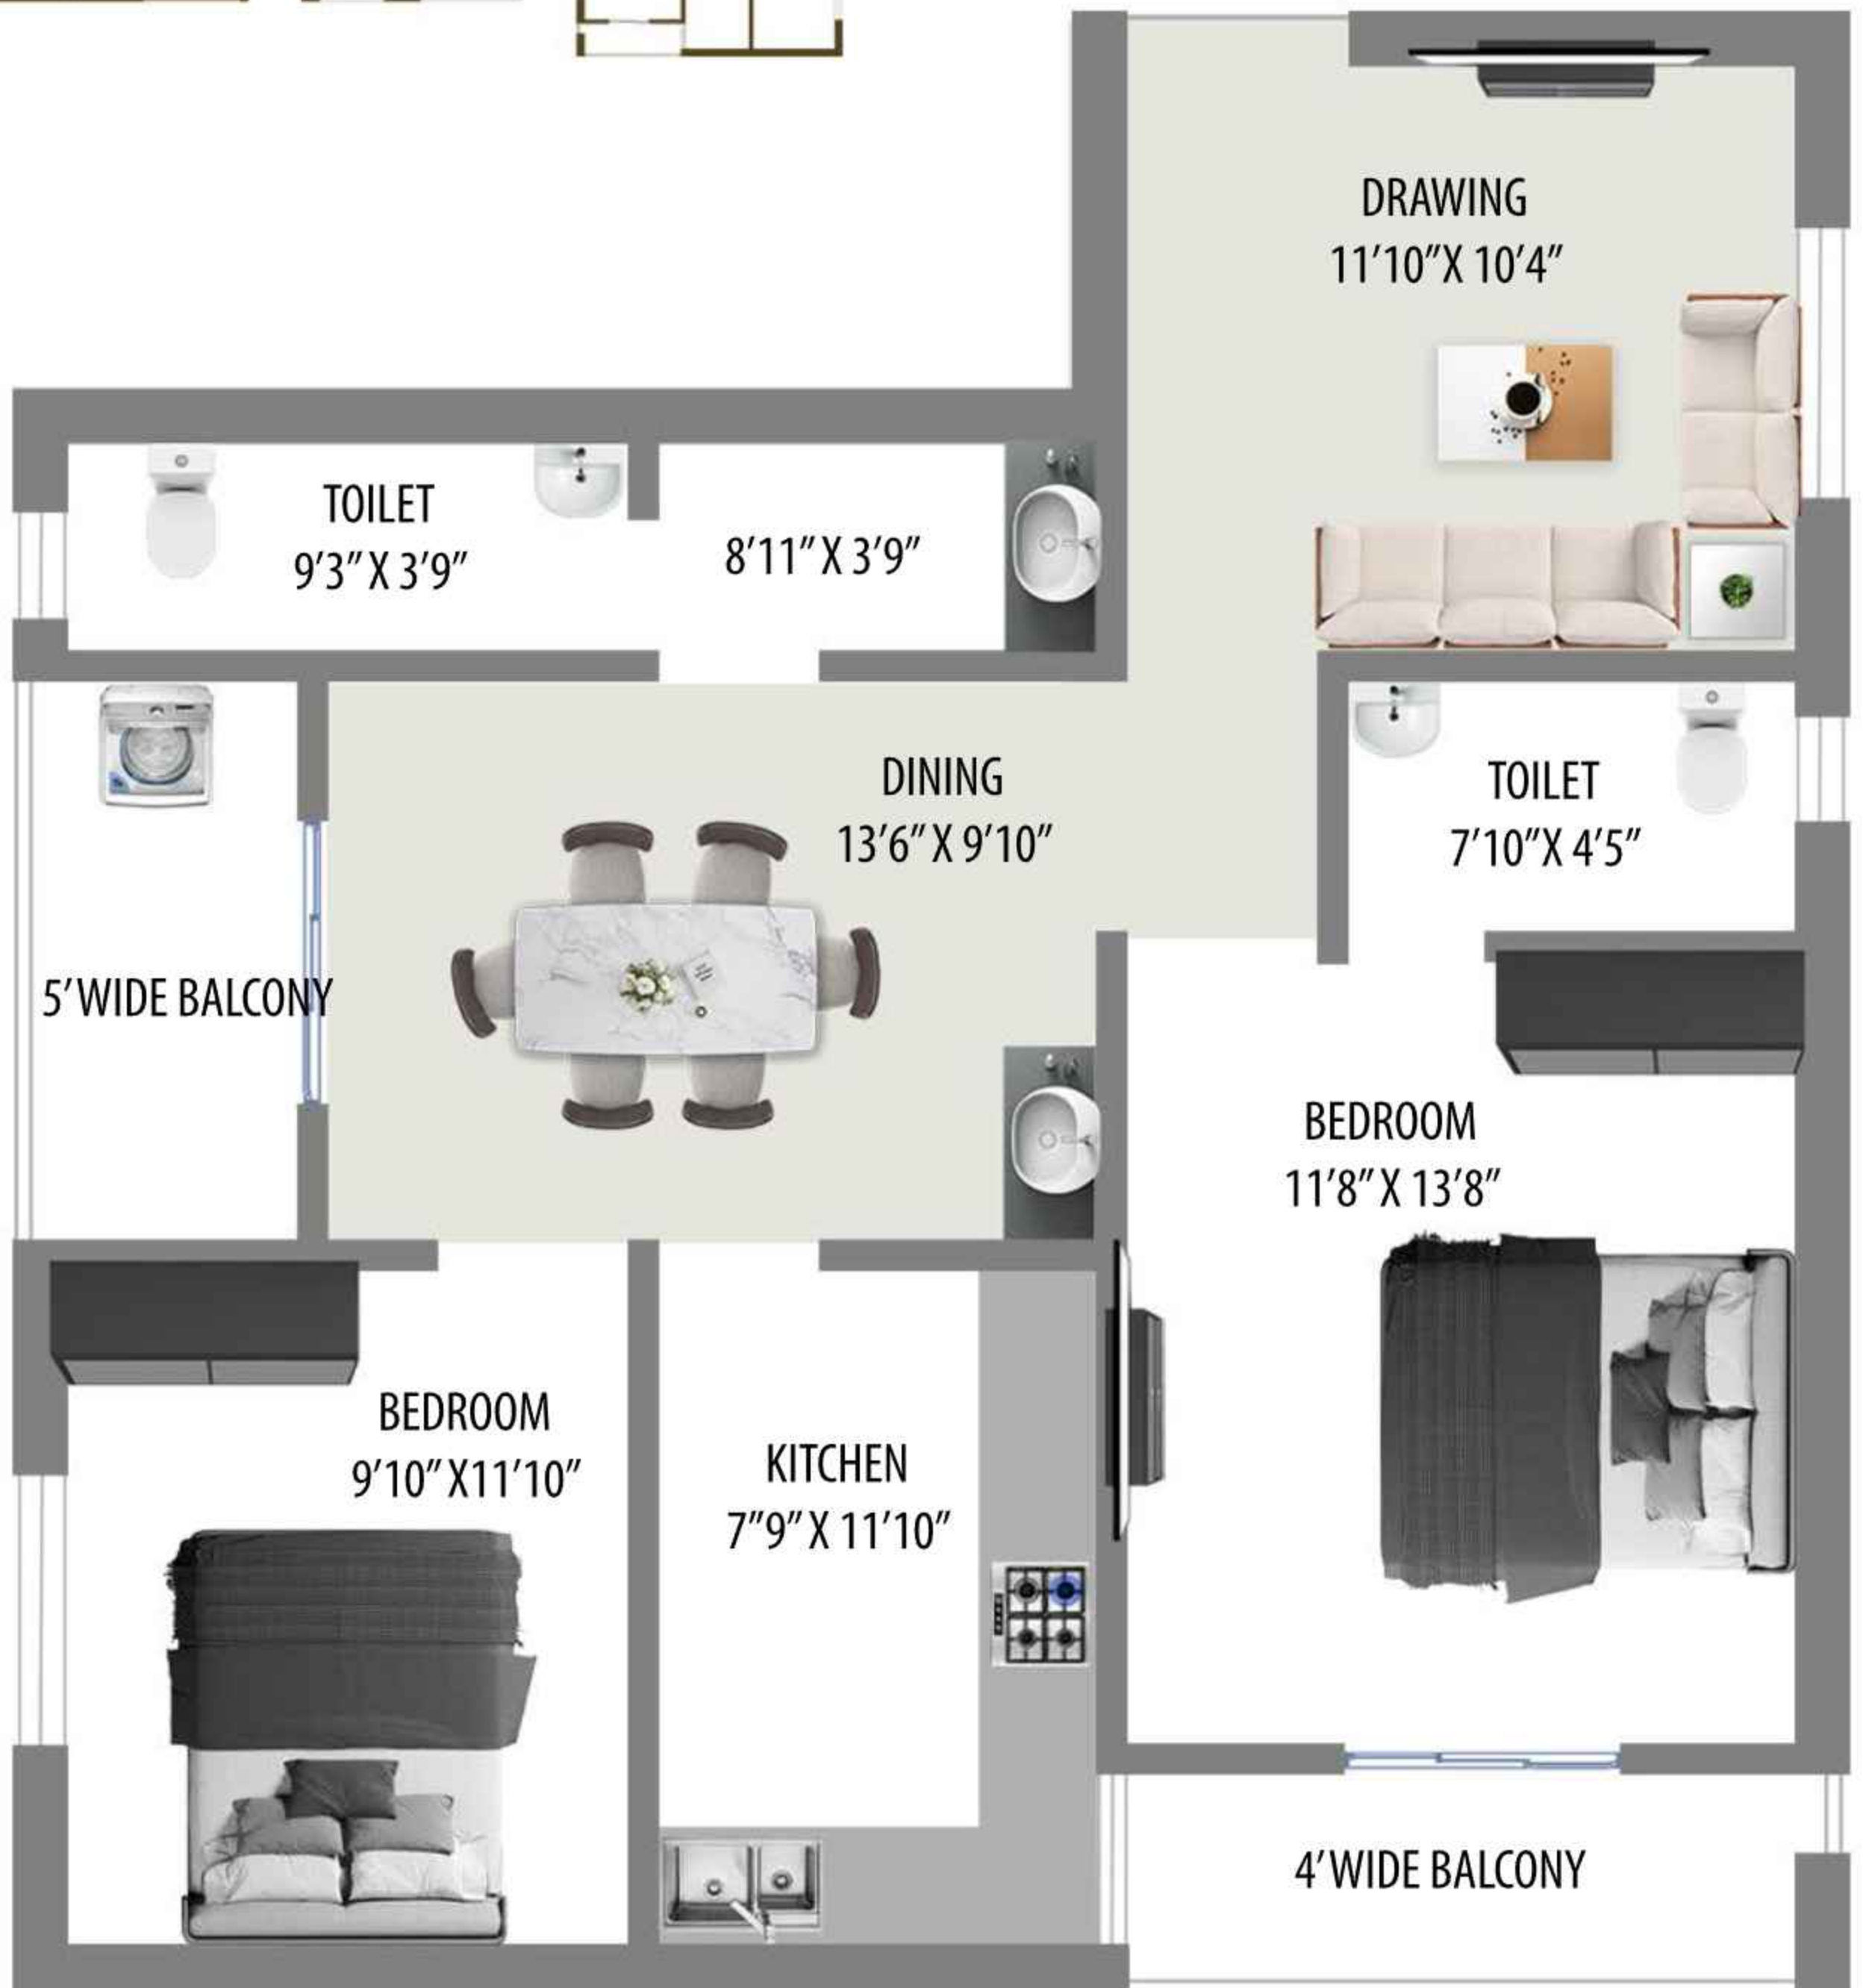 DRAWING
11'10"X 10'4"
TOILET
9'3" X 3'9"
8'11" X 3'9"
DINING
13'6" X 9'10"
TOILET
7'10"X 4'5"
5' WIDE BALCONY
BEDROOM
11'8" X 13'8"
BEDROOM
9'10" X11'10"
KITCHEN
7"9" X 11'10"
4' WIDE BALCONY